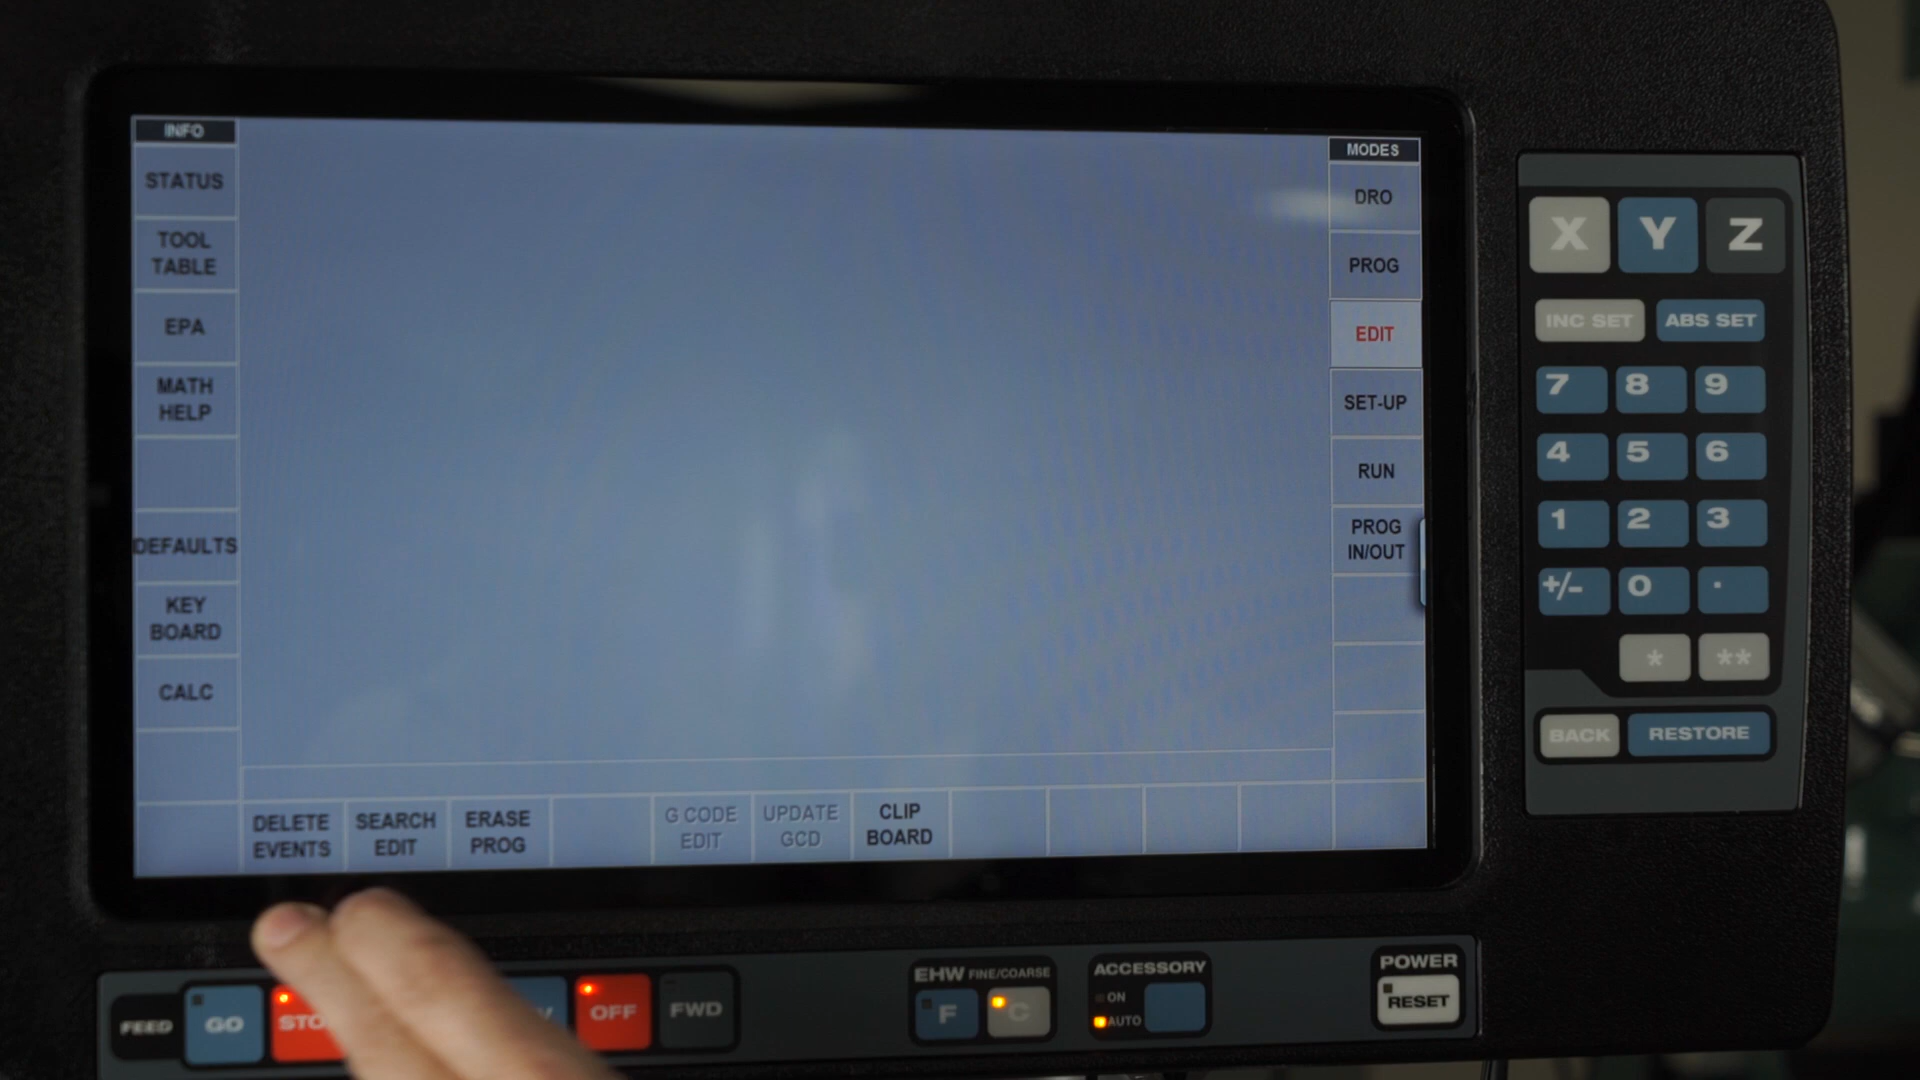 INFO
STATUS
TOOL
TABLE
EPA
MATH
HELP
DEFAULTS
KEY
BOARD
CALC
DELETE
EVENTS
SEARCH
EDIT
ERASE
PROG
G CODE
EDIT
UPDATE
GCD
CLIP
BOARD
MODES
DRO
PROG
EDIT
SET-UP
RUN
PROG
IN/OUT
X Y Z
INC SET ABS SET
7 8 9
4 5 6
1 2 3
+/- 0 .
* **
BACK RESTORE
FEED GO
OFF FWD
EHW FINE/COARSE
F C
ACCESSORY
ON
AUTO
POWER
RESET